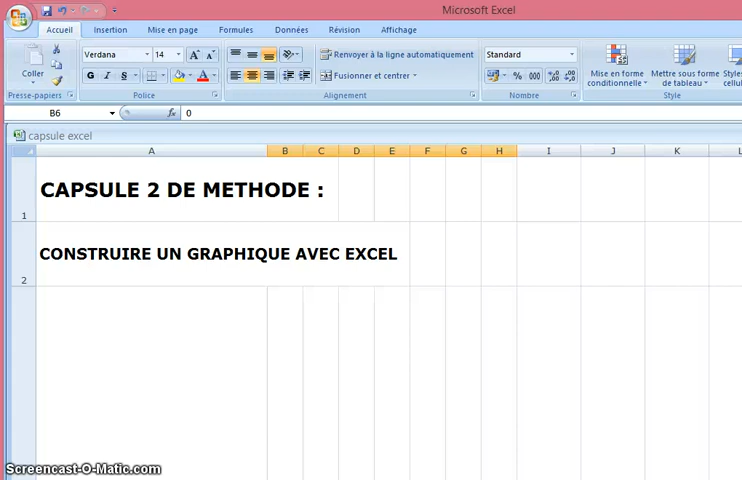 Microsoft Excel
Accueil Insertion Mise en page Formules Données Révision Affichage
Coller
Presse-papiers
Verdana 14
G I S
Police
Renvoyer à la ligne automatiquement
Fusionner et centrer
Alignement
Standard
% 000
Nombre
Mise en forme conditionnelle
Mettre sous forme de tableau
Style
B6 fx 0
capsule excel
A B C D E F G H I J K L
1 CAPSULE 2 DE METHODE :
2 CONSTRUIRE UN GRAPHIQUE AVEC EXCEL
Screencast-O-Matic.com